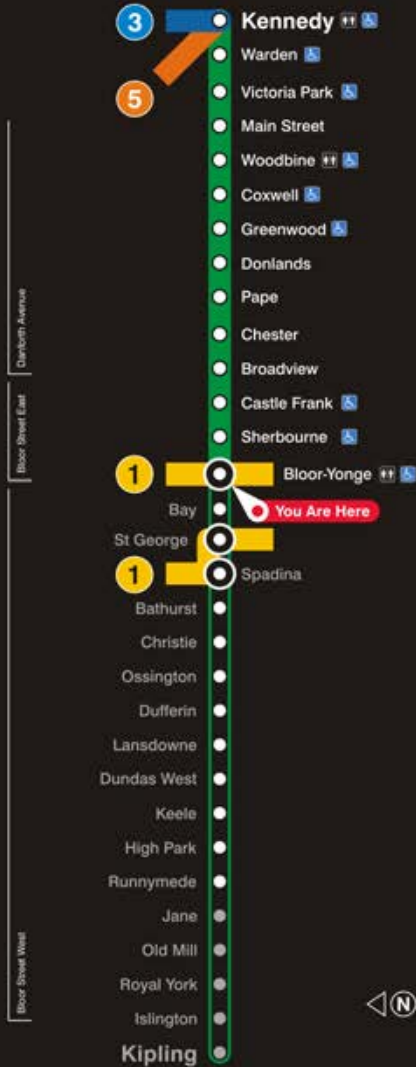 3
Kennedy
5
Warden
Victoria Park
Main Street
Woodbine
Coxwell
Greenwood
Donlands
Pape
Chester
Broadview
Castle Frank
Sherbourne
1
Bloor-Yonge
Bay
You Are Here
St George
1
Spadina
Bathurst
Christie
Ossington
Dufferin
Lansdowne
Dundas West
Keele
High Park
Runnymede
Jane
Old Mill
Royal York
Islington
Kipling
N
Danforth Avenue
Bloor Street East
Bloor Street West